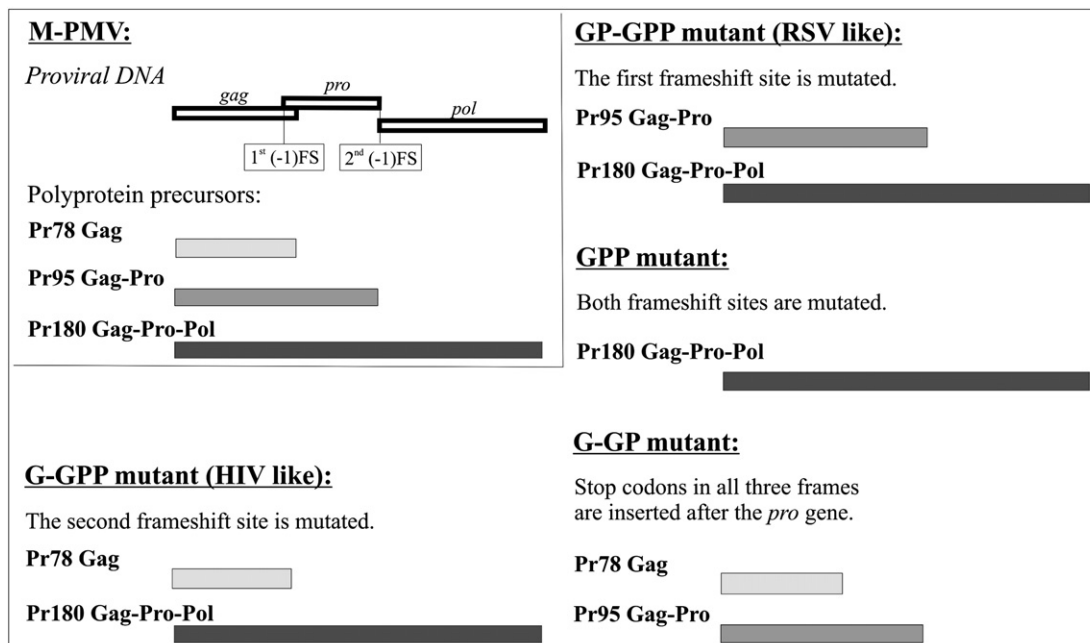 M-PMV:
Proviral DNA
gag
pro
pol
1st (-1)FS
2nd (-1)FS
Polyprotein precursors:
Pr78 Gag
Pr95 Gag-Pro
Pr180 Gag-Pro-Pol
G-GPP mutant (HIV like):
The second frameshift site is mutated.
Pr78 Gag
Pr180 Gag-Pro-Pol
GP-GPP mutant (RSV like):
The first frameshift site is mutated.
Pr95 Gag-Pro
Pr180 Gag-Pro-Pol
GPP mutant:
Both frameshift sites are mutated.
Pr180 Gag-Pro-Pol
G-GP mutant:
Stop codons in all three frames
are inserted after the pro gene.
Pr78 Gag
Pr95 Gag-Pro